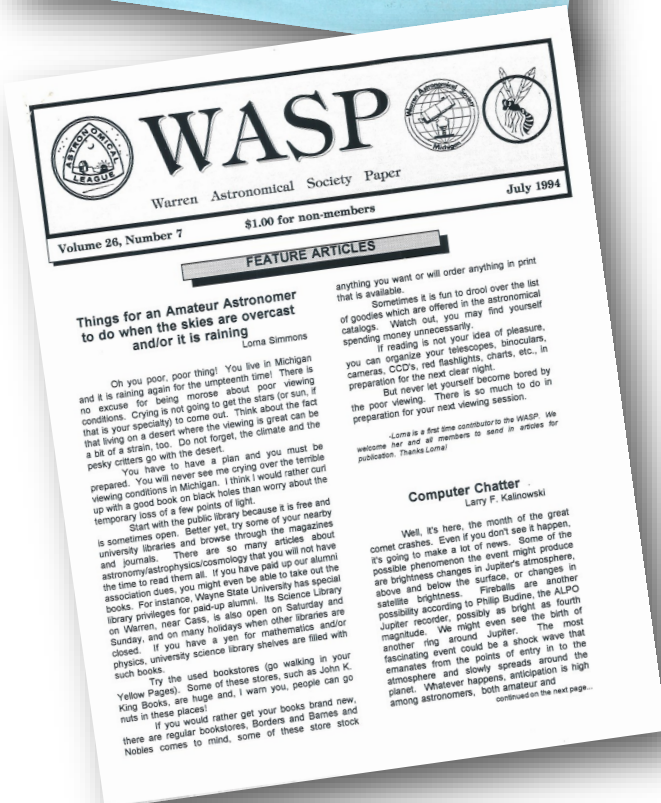 ASTRONOMICAL
LEAGUE
WASP
Warren Astronomical Society
Michigan
Warren Astronomical Society Paper
Volume 26, Number 7
$1.00 for non-members
July 1994
FEATURE ARTICLES
Things for an Amateur Astronomer
to do when the skies are overcast
and/or it is raining
Lorna Simmons
Oh you poor, poor thing! You live in Michigan
and it is raining again for the umpteenth time! There is
no excuse for being morose about poor viewing
conditions. Crying is not going to get the stars (or sun, if
that is your specialty) to come out. Think about the fact
that living on a desert where the viewing is great can be
a bit of a strain, too. Do not forget, the climate and the
pesky critters go with the desert.
You have to have a plan and you must be
prepared. You will never see me crying over the terrible
viewing conditions in Michigan. I think I would rather curl
up with a good book on black holes than worry about the
temporary loss of a few points of light.
Start with the public library because it is free and
is sometimes open. Better yet, try some of your nearby
university libraries and browse through the magazines
and journals. There are so many articles about
astronomy/astrophysics/cosmology that you will not have
the time to read them all. If you have paid up our alumni
association dues, you might even be able to take out the
books. For instance, Wayne State University has special
library privileges for paid-up alumni. Its Science Library
on Warren, near Cass, is also open on Saturday and
Sunday, and on many holidays when other libraries are
closed. If you have a yen for mathematics and/or
physics, university science library shelves are filled with
such books.
Try the used bookstores (go walking in your
Yellow Pages). Some of these stores, such as John K.
King Books, are huge and, I warn you, people can go
nuts in these places!
If you would rather get your books brand new,
there are regular bookstores, Borders and Barnes and
Nobles comes to mind, some of these store stock
anything you want or will order anything in print
that is available.
Sometimes it is fun to drool over the list
of goodies which are offered in the astronomical
catalogs. Watch out, you may find yourself
spending money unnecessarily.
If reading is not your idea of pleasure,
you can organize your telescopes, binoculars,
cameras, CCD's, red flashlights, charts, etc., in
preparation for the next clear night.
But never let yourself become bored by
the poor viewing. There is so much to do in
preparation for your next viewing session.
-Lorna is a first time contributor to the WASP. We
welcome her and all members to send in articles for
publication. Thanks Lorna!
Computer Chatter
Larry F. Kalinowski
Well, it's here, the month of the great
comet crashes. Even if you don't see it happen,
it's going to make a lot of news. Some of the
possible phenomenon the event might produce
are brightness changes in Jupiter's atmosphere,
above and below the surface, or changes in
satellite brightness. Fireballs are another
possibility according to Philip Budine, the ALPO
Jupiter recorder, possibly as bright as fourth
magnitude. We might even see the birth of
another ring around Jupiter. The most
fascinating event could be a shock wave that
emanates from the points of entry in to the
atmosphere and slowly spreads around the
planet. Whatever happens, anticipation is high
among astronomers, both amateur and
continued on the next page...